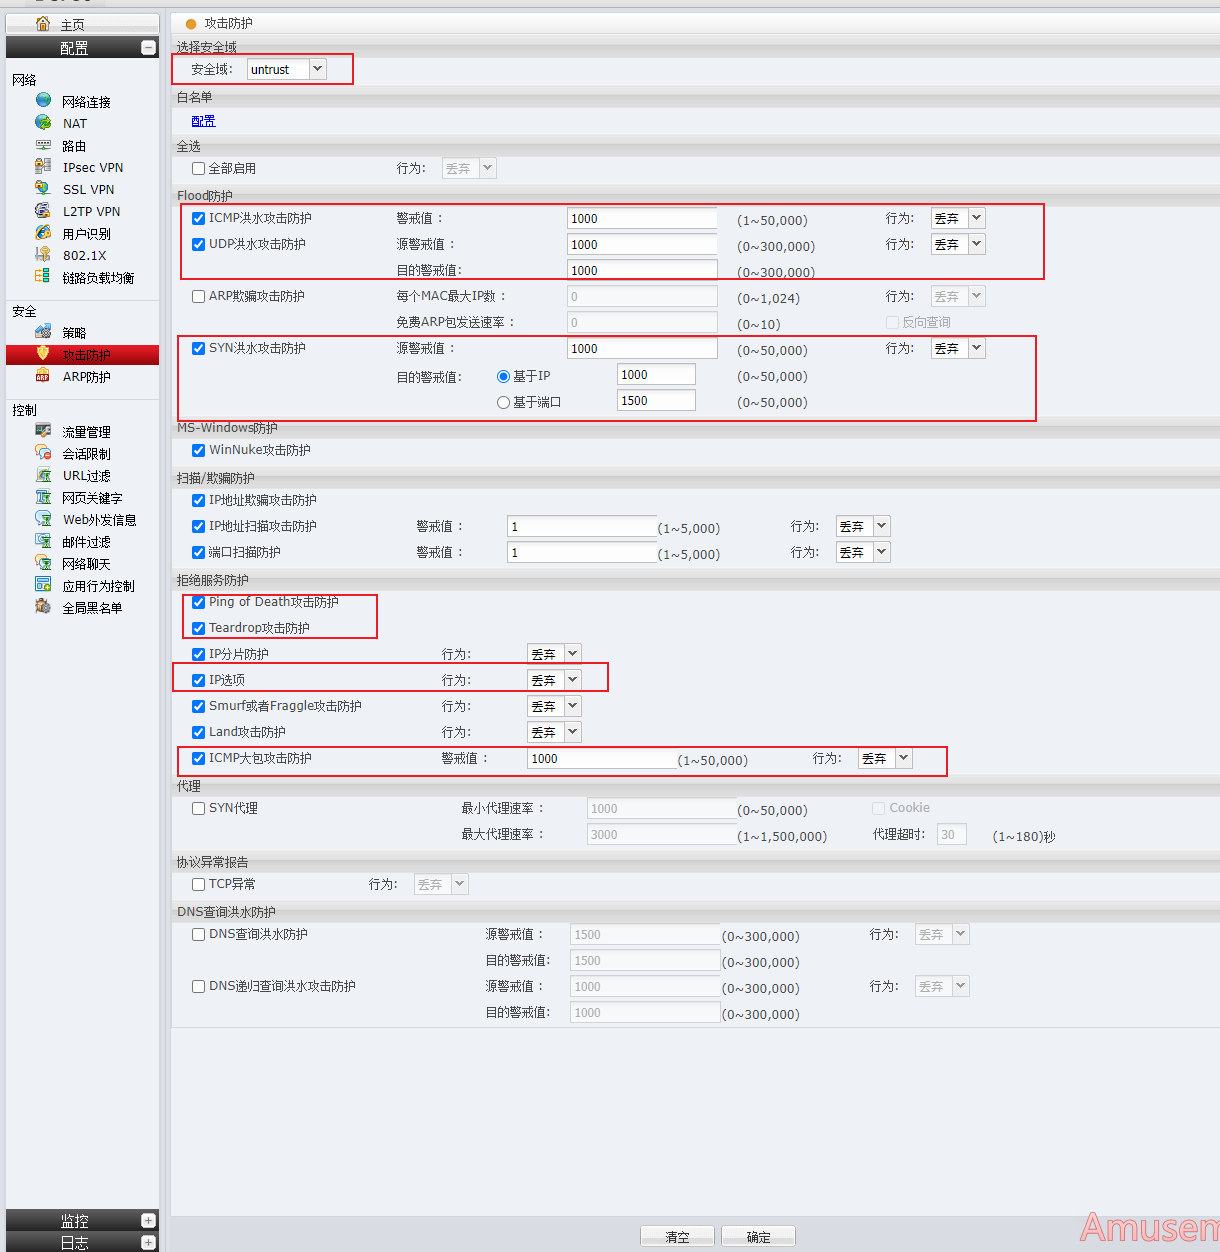 主页
配置
网络
网络连接
NAT
路由
IPsec VPN
SSL VPN
L2TP VPN
用户识别
802.1X
链路负载均衡
安全
策略
攻击防护
ARP防护
控制
流量管理
会话限制
URL过滤
网页关键字
Web外发信息
邮件过滤
网络聊天
应用行为控制
全局黑名单
监控
日志
攻击防护
选择安全域
安全域: untrust
白名单
配置
全选
全部启用 行为: 丢弃
Flood防护
ICMP洪水攻击防护 警戒值: 1000 (1~50,000) 行为: 丢弃
UDP洪水攻击防护 源警戒值: 1000 (0~300,000) 行为: 丢弃
目的警戒值: 1000 (0~300,000)
ARP欺骗攻击防护 每个MAC最大IP数: 0 (0~1,024) 行为: 丢弃
免费ARP包发送速率: 0 (0~10) 反向查询
SYN洪水攻击防护 源警戒值: 1000 (0~50,000) 行为: 丢弃
目的警戒值: 基于IP 1000 (0~50,000)
基于端口 1500 (0~50,000)
MS-Windows防护
WinNuke攻击防护
扫描/欺骗防护
IP地址欺骗攻击防护
IP地址扫描攻击防护 警戒值: 1 (1~5,000) 行为: 丢弃
端口扫描防护 警戒值: 1 (1~5,000) 行为: 丢弃
拒绝服务防护
Ping of Death攻击防护
Teardrop攻击防护
IP分片防护 行为: 丢弃
IP选项 行为: 丢弃
Smurf或者Fraggle攻击防护 行为: 丢弃
Land攻击防护 行为: 丢弃
ICMP大包攻击防护 警戒值: 1000 (1~50,000) 行为: 丢弃
代理
SYN代理 最小代理速率: 1000 (0~50,000) Cookie
最大代理速率: 3000 (1~1,500,000) 代理超时: 30 (1~180)秒
协议异常报告
TCP异常 行为: 丢弃
DNS查询洪水防护
DNS查询洪水防护 源警戒值: 1500 (0~300,000) 行为: 丢弃
目的警戒值: 1500 (0~300,000)
DNS递归查询洪水攻击防护 源警戒值: 1000 (0~300,000) 行为: 丢弃
目的警戒值: 1000 (0~300,000)
清空 确定
Amusem